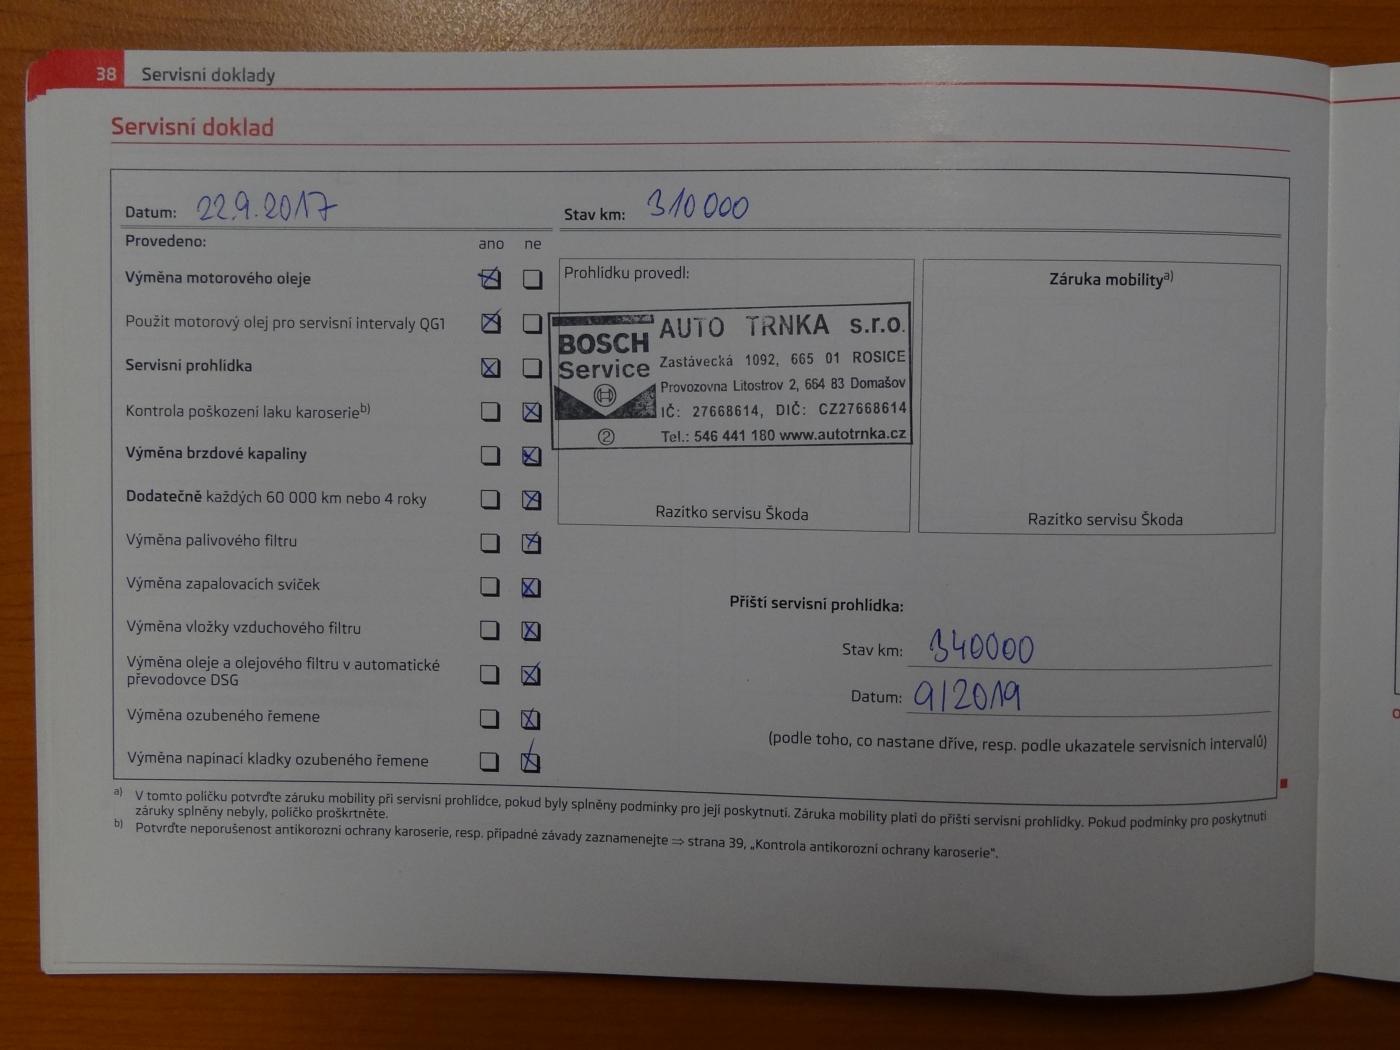 38 Servisní doklady
Servisní doklad
Datum: 22.9.2017
Stav km: 310 000
Provedeno: ano ne
Výměna motorového oleje
Použit motorový olej pro servisní intervaly QG1
Servisní prohlídka
Kontrola poškození laku karoserie b)
Výměna brzdové kapaliny
Dodatečně každých 60 000 km nebo 4 roky
Výměna palivového filtru
Výměna zapalovacích svíček
Výměna vložky vzduchového filtru
Výměna oleje a olejového filtru v automatické
převodovce DSG
Výměna ozubeného řemene
Výměna napínací kladky ozubeného řemene
Prohlídku provedl:
BOSCH
Service
2
AUTO TRNKA s.r.o.
Zastávecká 1092, 665 01 ROSICE
Provozovna Litostrov 2, 664 83 Domašov
IČ: 27668614, DIČ: CZ27668614
Tel.: 546 441 180 www.autotrnka.cz
Razítko servisu Škoda
Záruka mobility a)
Razítko servisu Škoda
Příští servisní prohlídka:
Stav km: 340000
Datum: 9/2019
(podle toho, co nastane dříve, resp. podle ukazatele servisních intervalů)
a) V tomto políčku potvrďte záruku mobility při servisní prohlídce, pokud byly splněny podmínky pro její poskytnutí. Záruka mobility platí do příští servisní prohlídky. Pokud podmínky pro poskytnutí
záruky splněny nebyly, políčko proškrtněte.
b) Potvrďte neporušenost antikorozní ochrany karoserie, resp. případné závady zaznamenejte ⇒ strana 39, „Kontrola antikorozní ochrany karoserie“.